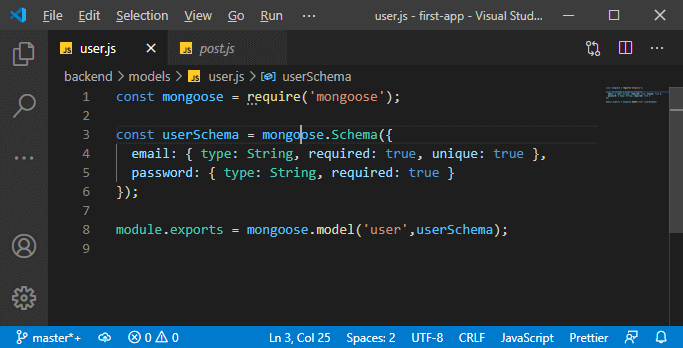 File Edit Selection View Go Run ··· user.js - first-app - Visual Stud...
JS user.js × JS post.js ···
backend > models > JS user.js > userSchema
1 const mongoose = require('mongoose');
2
3 const userSchema = mongoose.Schema({
4 email: { type: String, required: true, unique: true },
5 password: { type: String, required: true }
6 });
7
8 module.exports = mongoose.model('user',userSchema);
9
master*+ 0 0 Ln 3, Col 25 Spaces: 2 UTF-8 CRLF JavaScript Prettier